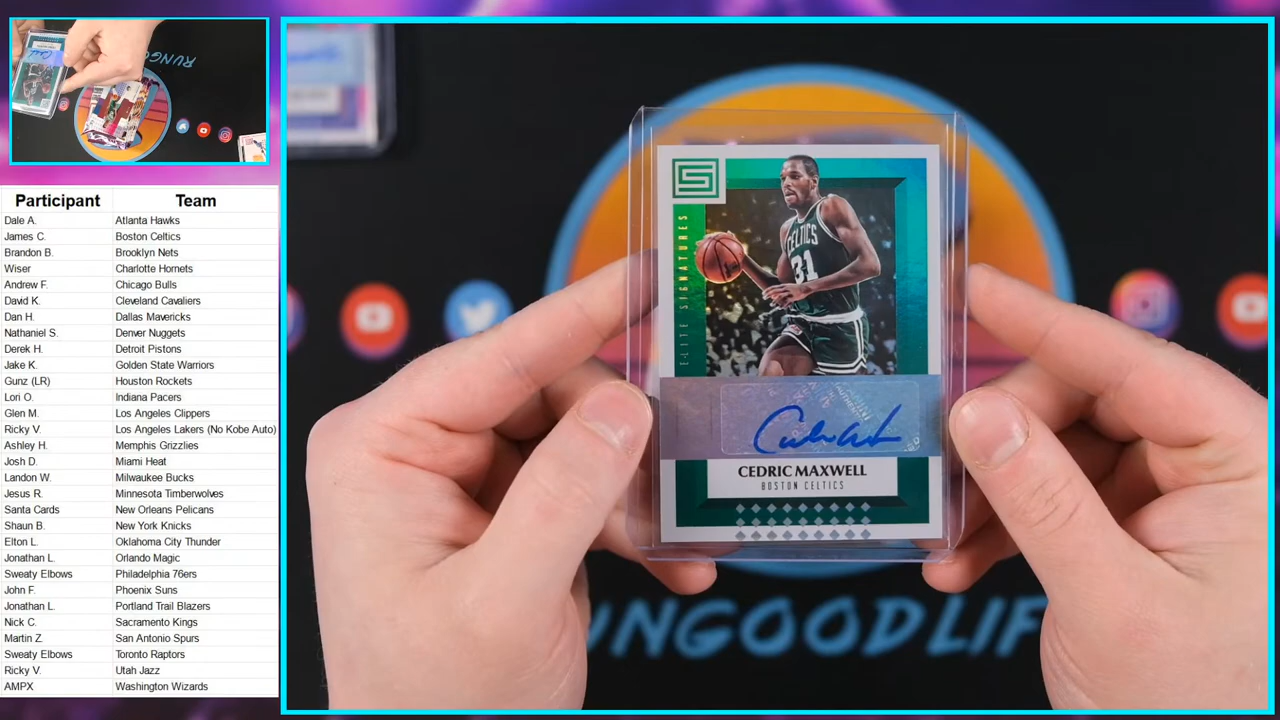 RUNGOOD
Participant Team
Dale A. Atlanta Hawks
James C. Boston Celtics
Brandon B. Brooklyn Nets
Wiser Charlotte Hornets
Andrew F. Chicago Bulls
David K. Cleveland Cavaliers
Dan H. Dallas Mavericks
Nathaniel S. Denver Nuggets
Derek H. Detroit Pistons
Jake K. Golden State Warriors
Gunz (LR) Houston Rockets
Lori O. Indiana Pacers
Glen M. Los Angeles Clippers
Ricky V. Los Angeles Lakers (No Kobe Auto)
Ashley H. Memphis Grizzlies
Josh D. Miami Heat
Landon W. Milwaukee Bucks
Jesus R. Minnesota Timberwolves
Santa Cards New Orleans Pelicans
Shaun B. New York Knicks
Elton L. Oklahoma City Thunder
Jonathan L. Orlando Magic
Sweaty Elbows Philadelphia 76ers
John F. Phoenix Suns
Jonathan L. Portland Trail Blazers
Nick C. Sacramento Kings
Martin Z. San Antonio Spurs
Sweaty Elbows Toronto Raptors
Ricky V. Utah Jazz
AMPX Washington Wizards
S
ELITE SIGNATURES
CELTICS
31
CEDRIC MAXWELL
BOSTON CELTICS
UNGOOD LIF